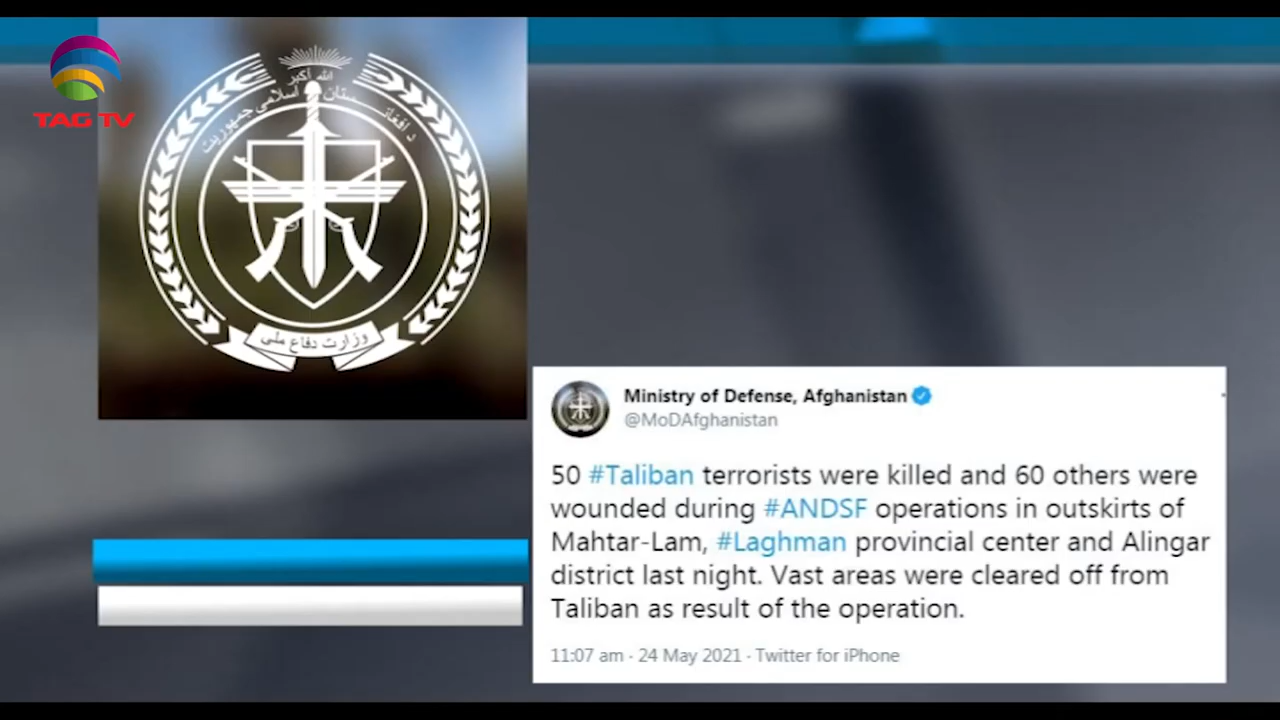 TAG TV
الله أكبر
د افغانستان اسلامي جمهوريت
وزارت دفاع ملی
Ministry of Defense, Afghanistan
@MoDAfghanistan
50 #Taliban terrorists were killed and 60 others were
wounded during #ANDSF operations in outskirts of
Mahtar-Lam, #Laghman provincial center and Alingar
district last night. Vast areas were cleared off from
Taliban as result of the operation.
11:07 am · 24 May 2021 · Twitter for iPhone